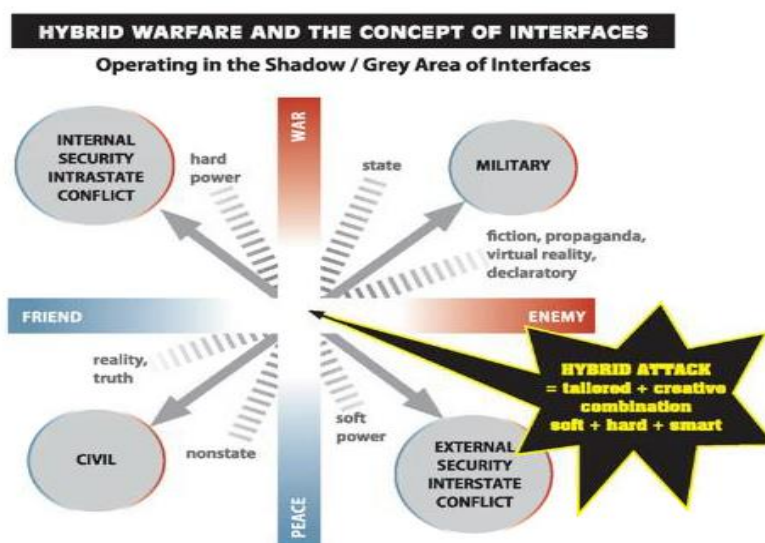 HYBRID WARFARE AND THE CONCEPT OF INTERFACES
Operating in the Shadow / Grey Area of Interfaces
INTERNAL
SECURITY
INTRASTATE
CONFLICT
hard
power
WAR
state
MILITARY
fiction, propaganda,
virtual reality,
declaratory
FRIEND
ENEMY
reality,
truth
CIVIL
nonstate
PEACE
soft
power
EXTERNAL
SECURITY
INTERSTATE
CONFLICT
HYBRID ATTACK
= tailored + creative
combination
soft + hard + smart